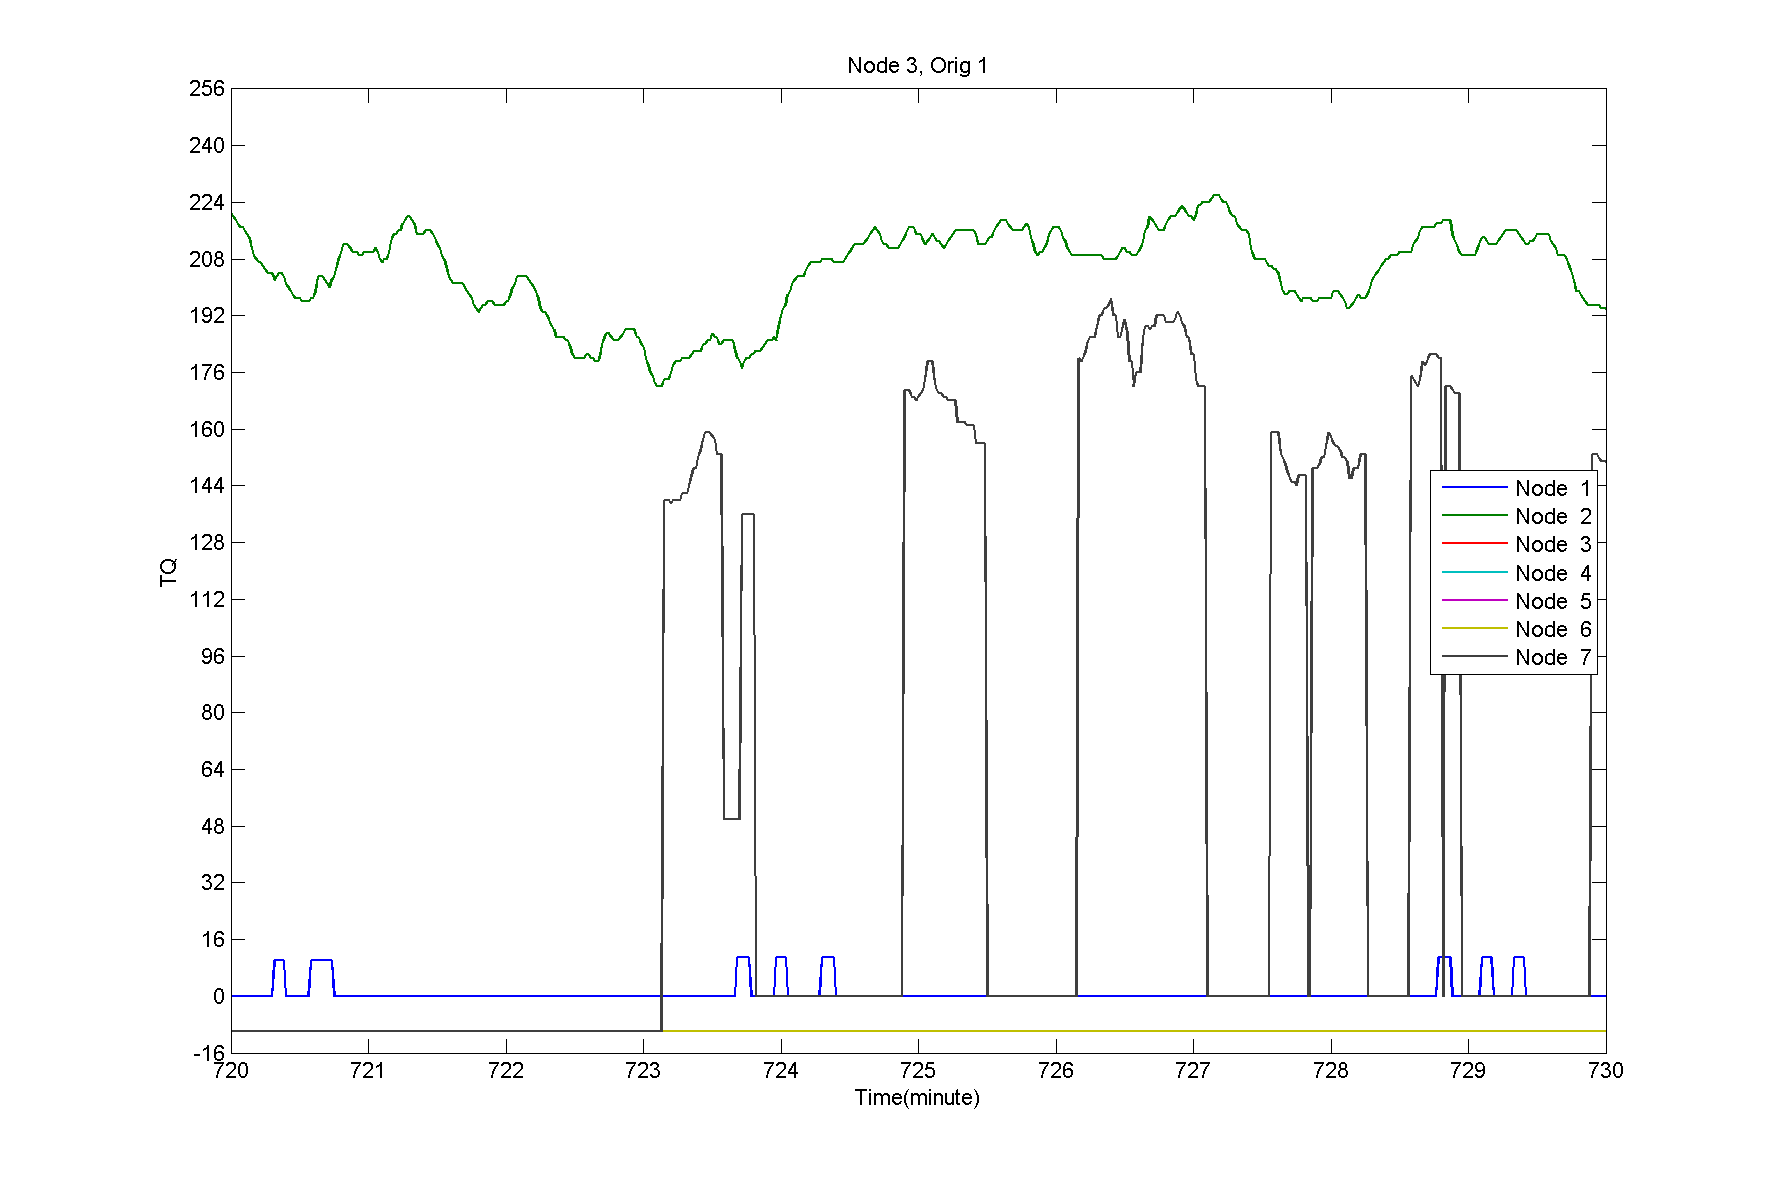 Node 3, Orig 1
256
240
224
208
192
176
160
144
128
112
96
80
64
48
32
16
0
-16
TQ
Node 1
Node 2
Node 3
Node 4
Node 5
Node 6
Node 7
720 721 722 723 724 725 726 727 728 729 730
Time(minute)